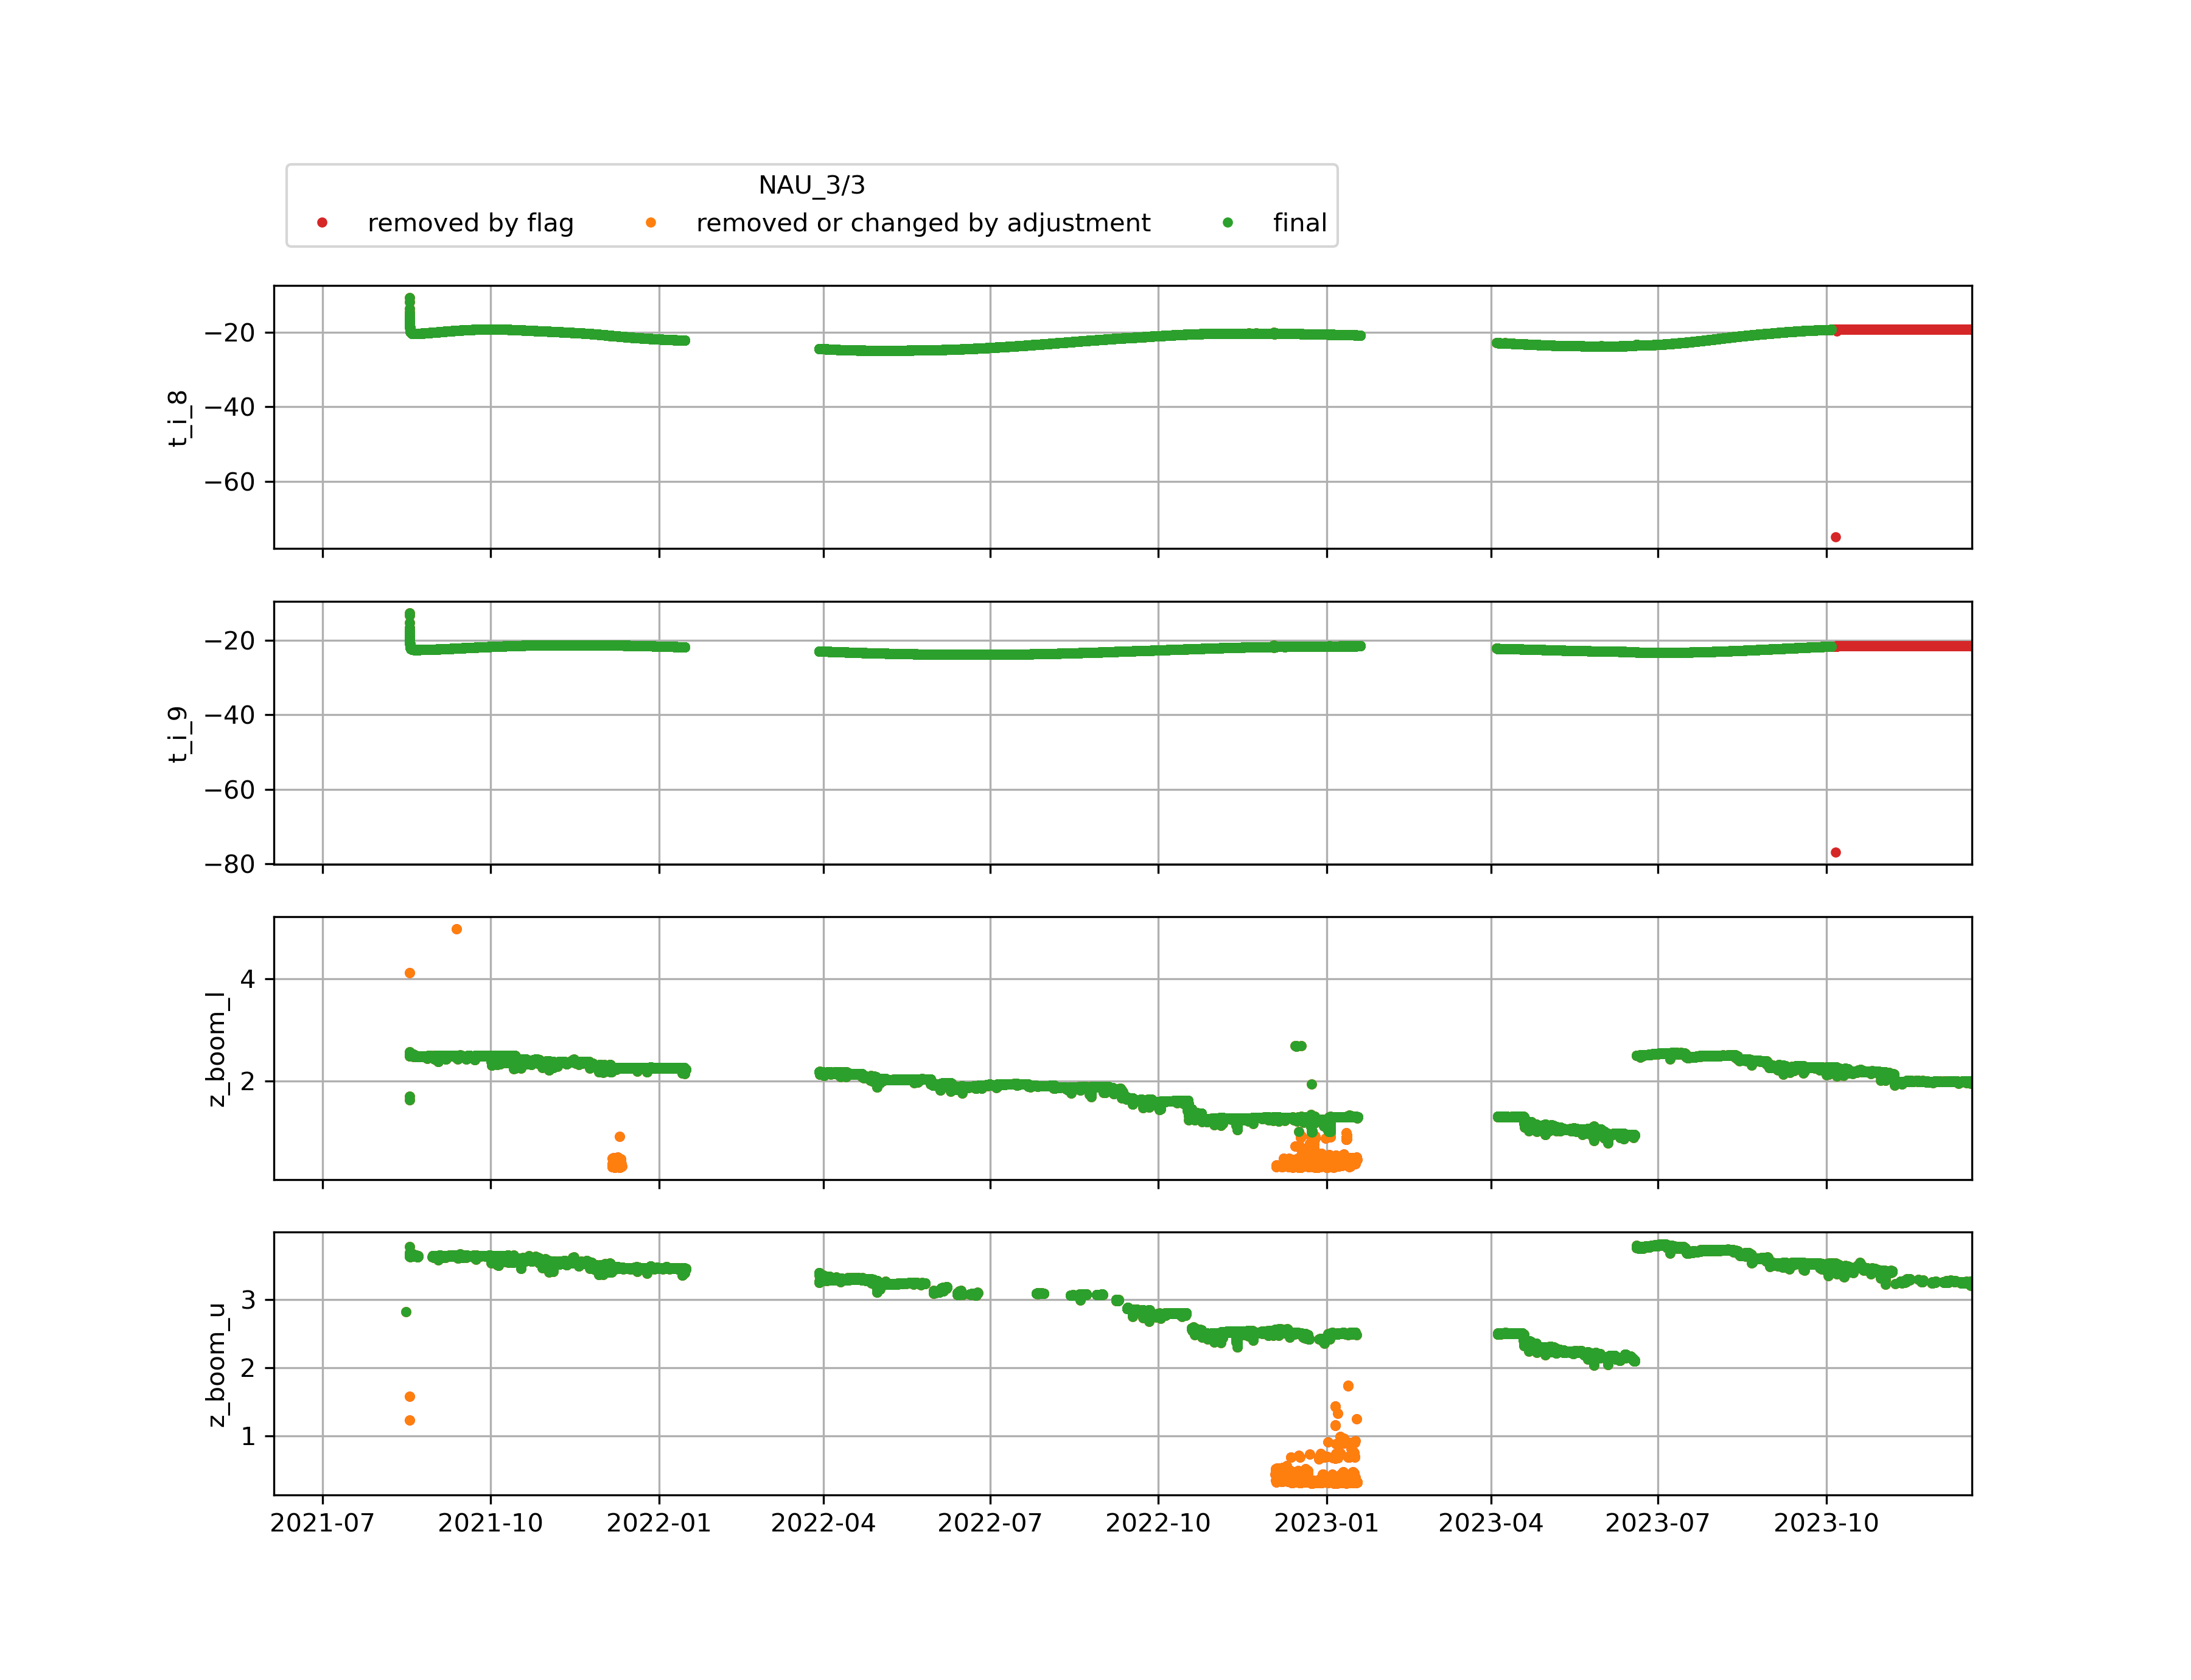 NAU_3/3
removed by flag removed or changed by adjustment final
t_i_8
−20
−40
−60
t_i_9
−20
−40
−60
−80
z_boom_l
4
2
z_boom_u
3
2
1
2021-07 2021-10 2022-01 2022-04 2022-07 2022-10 2023-01 2023-04 2023-07 2023-10